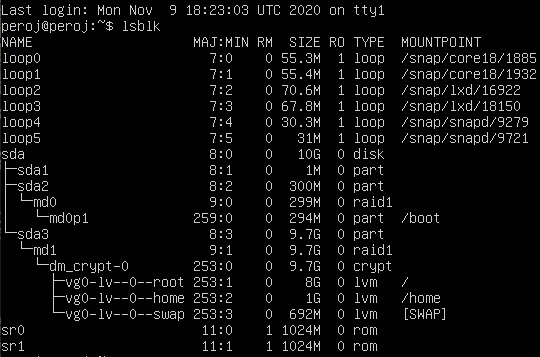 Last login: Mon Nov  9 18:23:03 UTC 2020 on tty1
peroj@peroj:~$ lsblk
NAME                  MAJ:MIN RM  SIZE RO TYPE  MOUNTPOINT
loop0                   7:0    0 55.3M  1 loop  /snap/core18/1885
loop1                   7:1    0 55.4M  1 loop  /snap/core18/1932
loop2                   7:2    0 70.6M  1 loop  /snap/lxd/16922
loop3                   7:3    0 67.8M  1 loop  /snap/lxd/18150
loop4                   7:4    0 30.3M  1 loop  /snap/snapd/9279
loop5                   7:5    0   31M  1 loop  /snap/snapd/9721
sda                     8:0    0   10G  0 disk
├─sda1                  8:1    0    1M  0 part
├─sda2                  8:2    0  300M  0 part
│ └─md0                 9:0    0  299M  0 raid1
│   └─md0p1           259:0    0  294M  0 part  /boot
└─sda3                  8:3    0  9.7G  0 part
  └─md1                 9:1    0  9.7G  0 raid1
    └─dm_crypt-0      253:0    0  9.7G  0 crypt
      ├─vg0-lv--0--root 253:1    0    8G  0 lvm   /
      ├─vg0-lv--0--home 253:2    0    1G  0 lvm   /home
      └─vg0-lv--0--swap 253:3    0  692M  0 lvm   [SWAP]
sr0                    11:0    1 1024M  0 rom
sr1                    11:1    1 1024M  0 rom